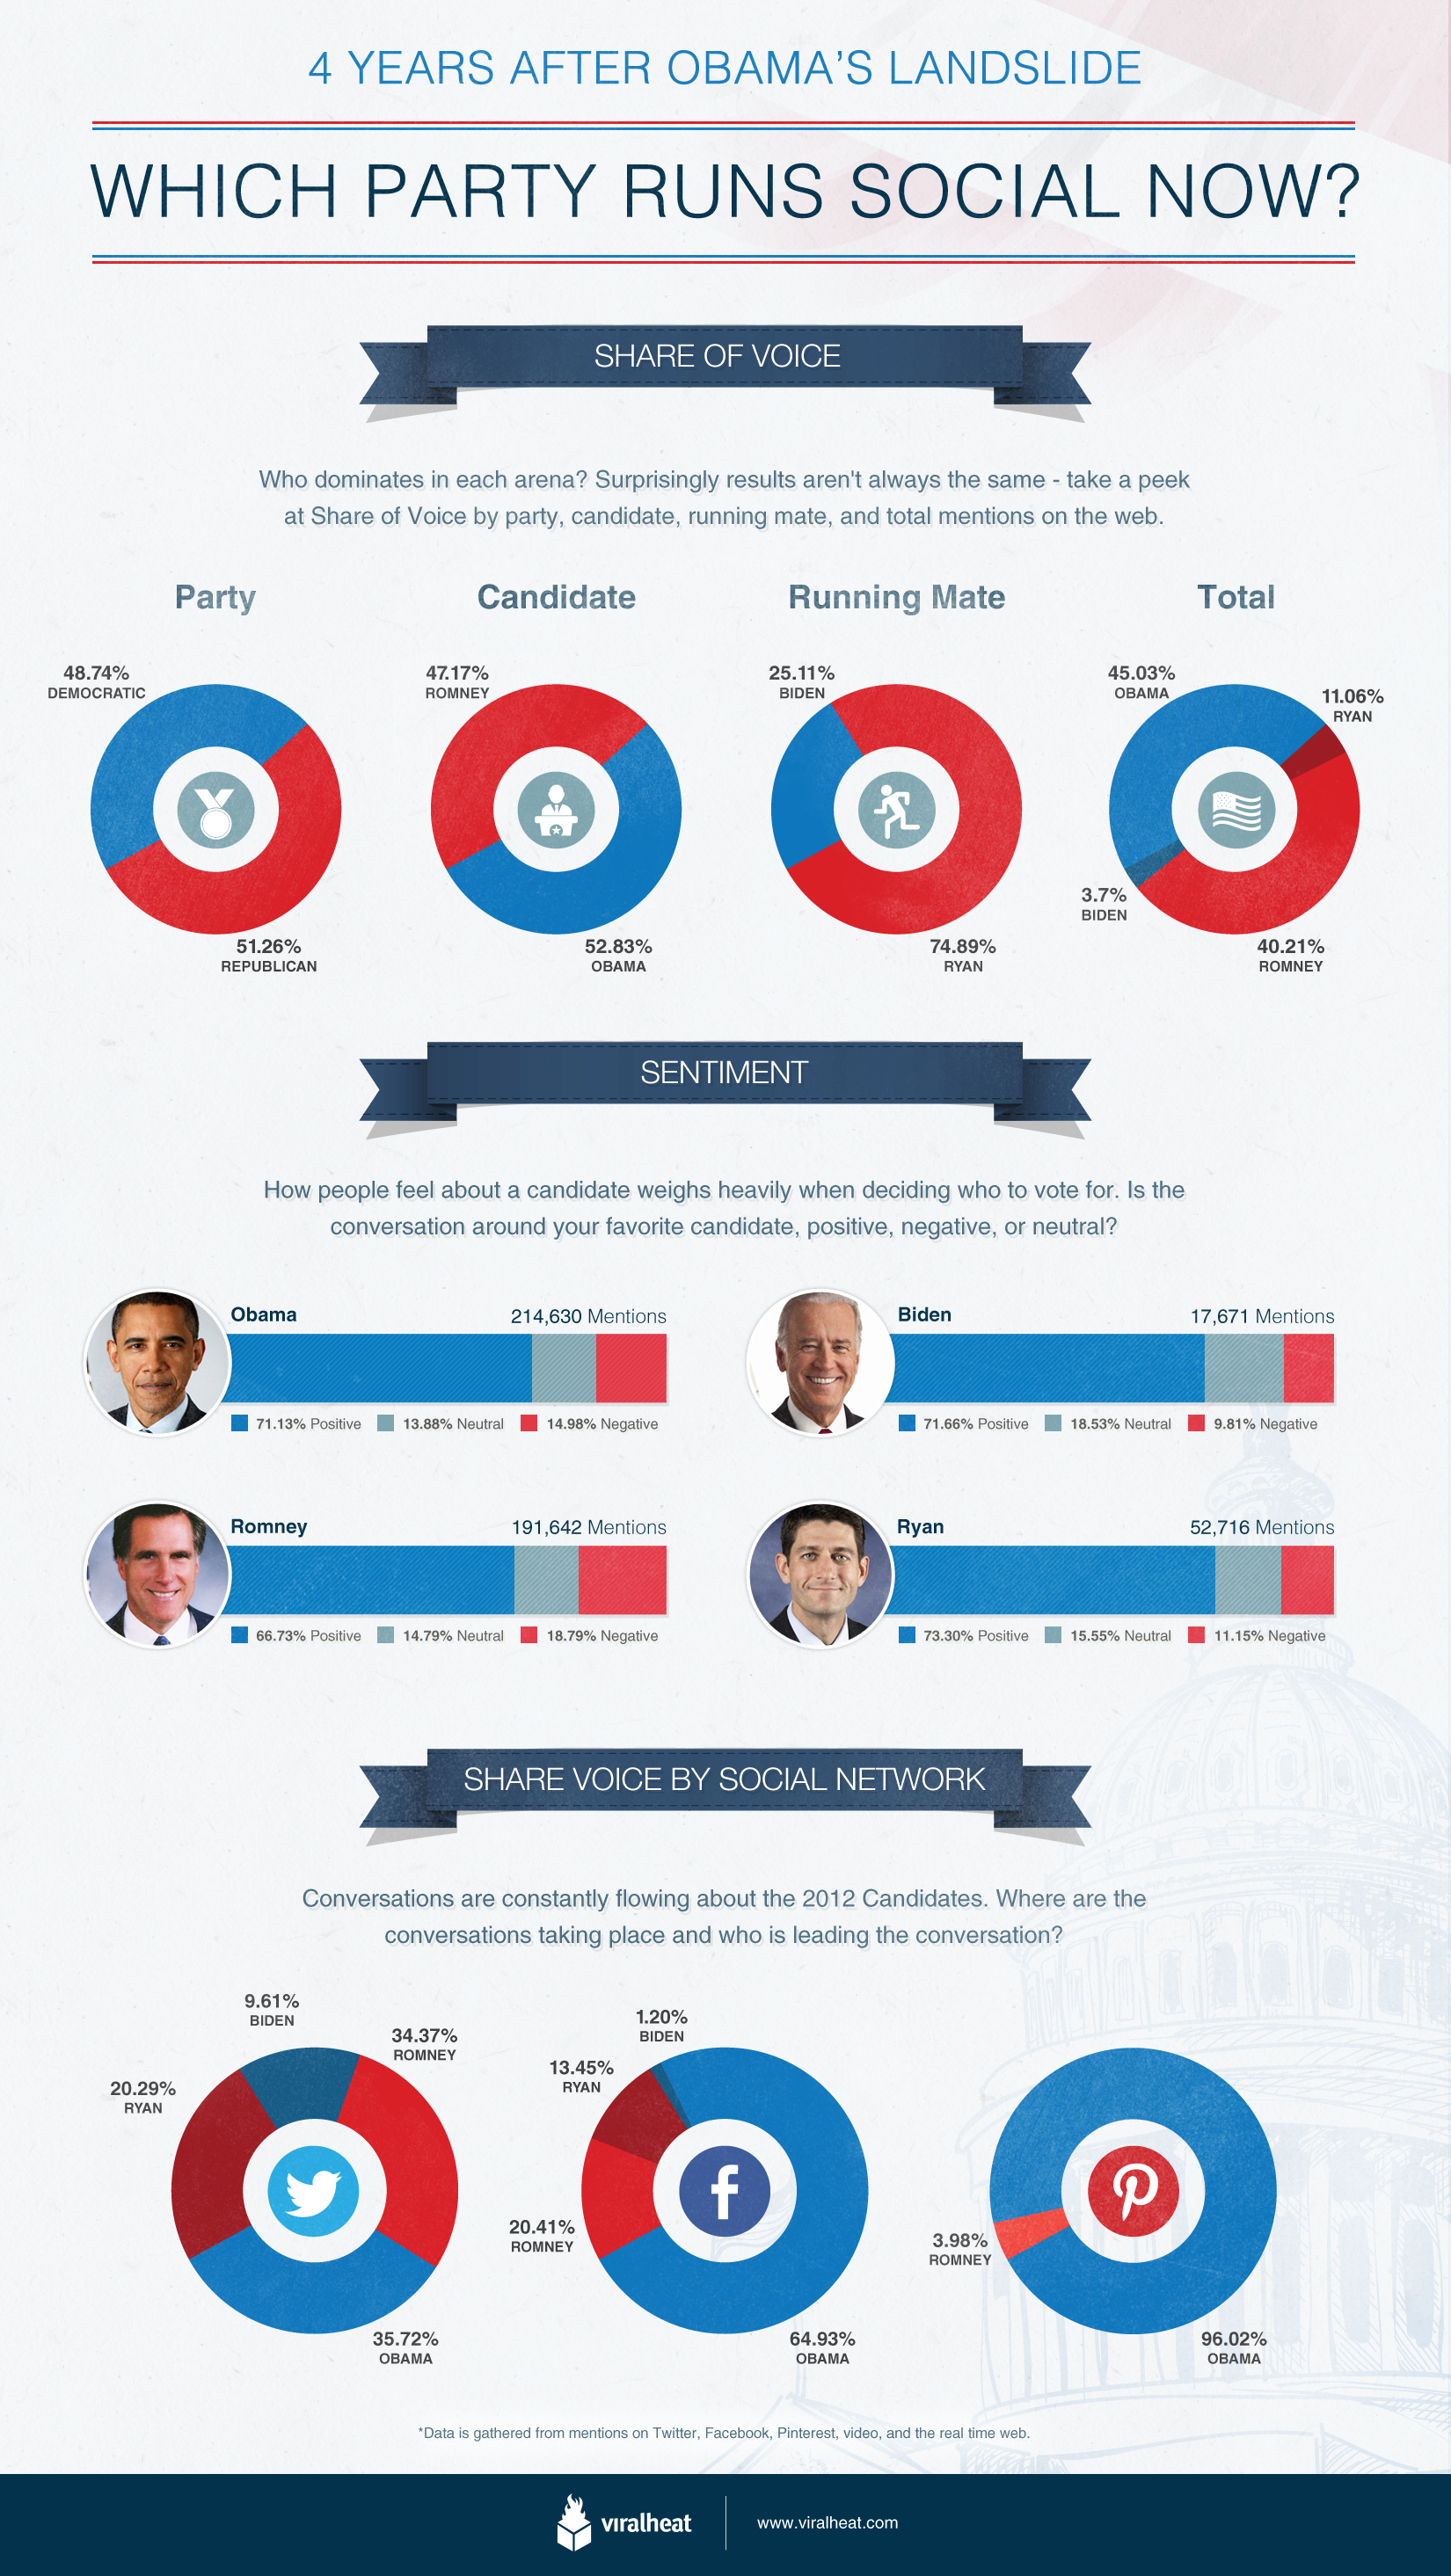 4 YEARS AFTER OBAMA'S LANDSLIDE
WHICH PARTY RUNS SOCIAL NOW?
SHARE OF VOICE
Who dominates in each arena? Surprisingly results aren't always the same - take a peek
at Share of Voice by party, candidate, running mate, and total mentions on the web.
Party
48.74%
DEMOCRATIC
51.26%
REPUBLICAN
Candidate
47.17%
ROMNEY
52.83%
OBAMA
Running Mate
25.11%
BIDEN
74.89%
RYAN
Total
45.03%
OBAMA
11.06%
RYAN
3.7%
BIDEN
40.21%
ROMNEY
SENTIMENT
How people feel about a candidate weighs heavily when deciding who to vote for. Is the
conversation around your favorite candidate, positive, negative, or neutral?
Obama 214,630 Mentions
71.13% Positive 13.88% Neutral 14.98% Negative
Biden 17,671 Mentions
71.66% Positive 18.53% Neutral 9.81% Negative
Romney 191,642 Mentions
66.73% Positive 14.79% Neutral 18.79% Negative
Ryan 52,716 Mentions
73.30% Positive 15.55% Neutral 11.15% Negative
SHARE VOICE BY SOCIAL NETWORK
Conversations are constantly flowing about the 2012 Candidates. Where are the
conversations taking place and who is leading the conversation?
9.61%
BIDEN
34.37%
ROMNEY
20.29%
RYAN
35.72%
OBAMA
1.20%
BIDEN
13.45%
RYAN
20.41%
ROMNEY
64.93%
OBAMA
3.98%
ROMNEY
96.02%
OBAMA
*Data is gathered from mentions on Twitter, Facebook, Pinterest, video, and the real time web.
viralheat
www.viralheat.com